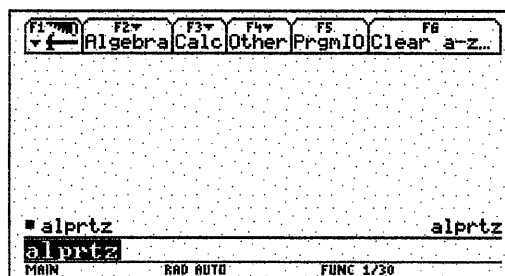 F1 F2 F3 F4 F5 F6
Algebra Calc Other PrgmIO Clear a-z…
alprtz alprtz
alprtz
MAIN RAD AUTO FUNC 1/30